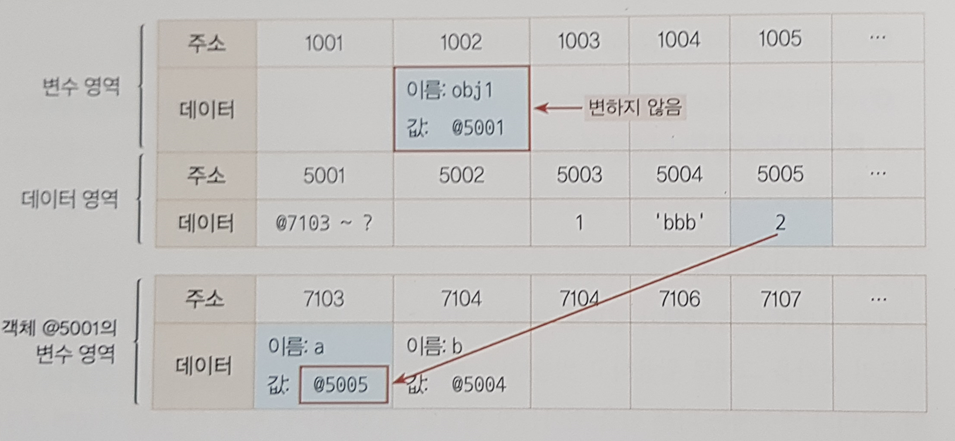 변수 영역
주소 1001 1002 1003 1004 1005 ...
데이터 이름: obj1
값: @5001
변하지 않음
데이터 영역
주소 5001 5002 5003 5004 5005 ...
데이터 @7103 ~ ? 1 'bbb' 2
객체 @5001의
변수 영역
주소 7103 7104 7104 7106 7107 ...
데이터 이름: a 이름: b
값: @5005 값: @5004